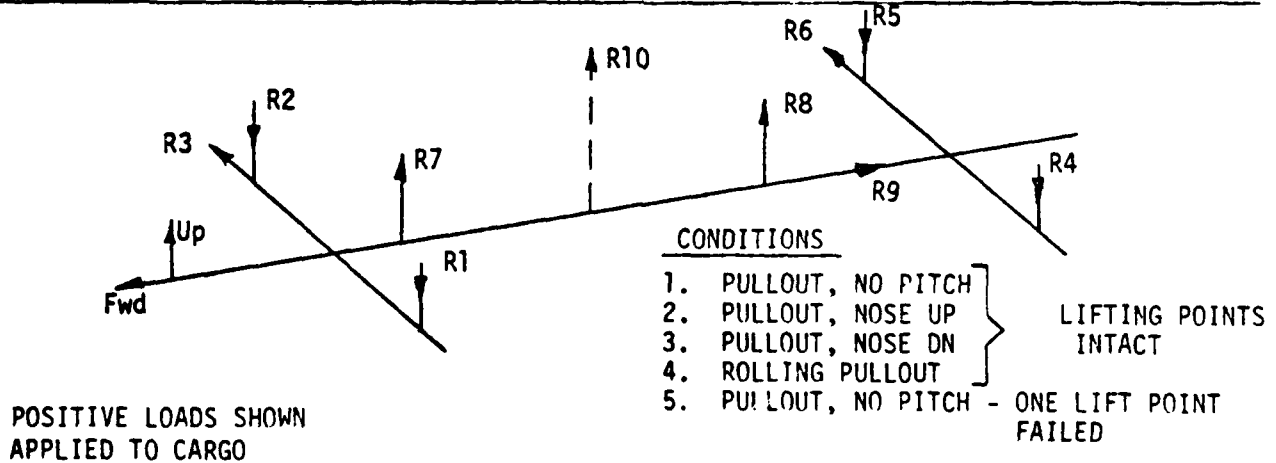 R5
R6
R10
R2
R8
R3
R7
R4
R9
Up
R1
Fwd
CONDITIONS
1. PULLOUT, NO PITCH
2. PULLOUT, NOSE UP
3. PULLOUT, NOSE DN
4. ROLLING PULLOUT
LIFTING POINTS
INTACT
5. PULLOUT, NO PITCH - ONE LIFT POINT
FAILED
POSITIVE LOADS SHOWN
APPLIED TO CARGO